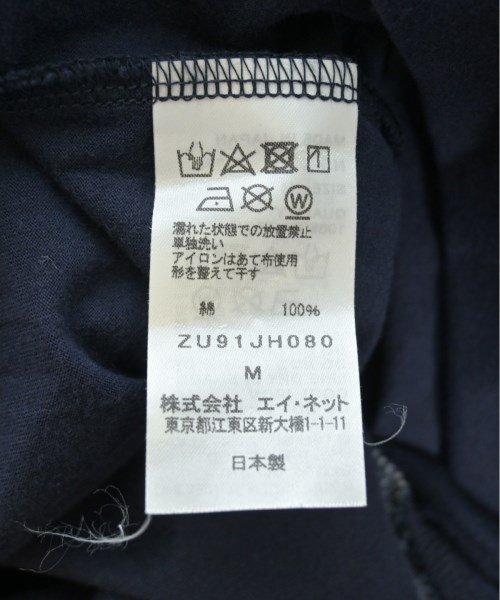 濡れた状態での放置禁止
単独洗い
アイロンはあて布使用
形を整えて干す
綿 100%
ZU91JH080
M
株式会社 エイ・ネット
東京都江東区新大橋1-1-11
日本製